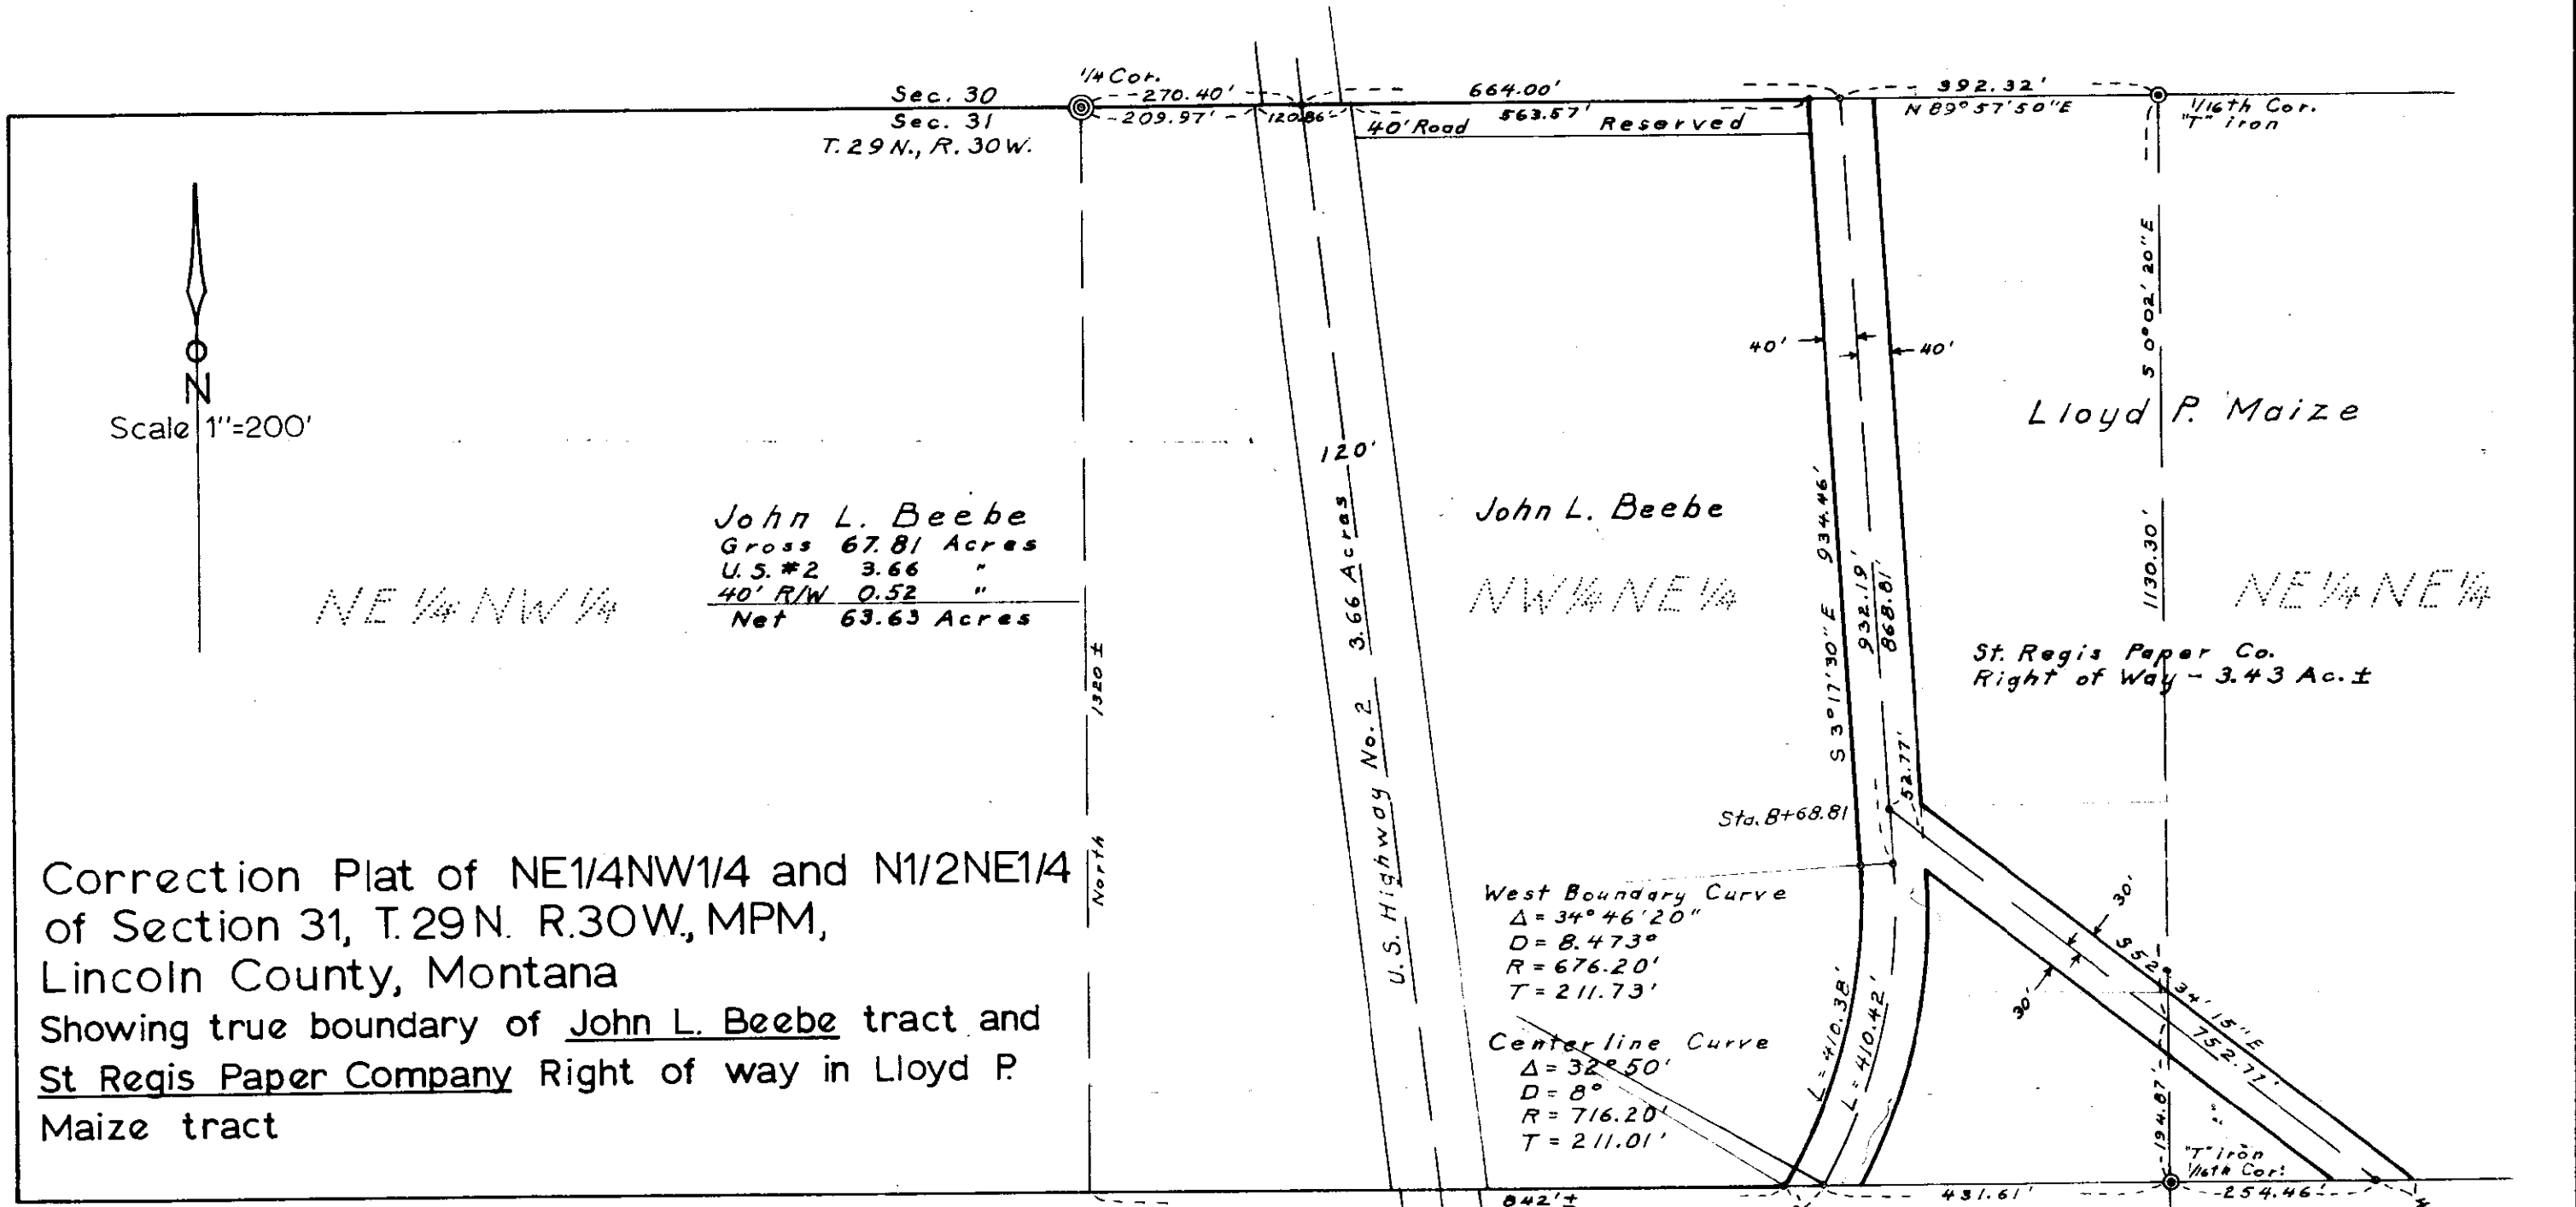 1/4 Cor.
Sec. 30
270.40'
664.00'
392.32'
Sec. 31
209.97'
120.86'
563.57'
N 89° 57' 50" E
1/16th Cor.
"T" iron
T. 29 N., R. 30 W.
40' Road Reserved
N
Scale 1"=200'
S 0° 02' 20" E
1130.30'
40'
40'
Lloyd P. Maize
120'
3.66 Acres
U.S. Highway No. 2
John L. Beebe
Gross 67.81 Acres
U.S. #2 3.66 "
40' R/W 0.52 "
Net 63.63 Acres
John L. Beebe
NE 1/4 NW 1/4
NW 1/4 NE 1/4
NE 1/4 NE 1/4
S 3° 17' 30" E 934.46'
932.19'
868.81'
St. Regis Paper Co.
Right of Way - 3.43 Ac. ±
1320 ±
North
52.77'
Sta. 8+68.81
Correction Plat of NE1/4NW1/4 and N1/2NE1/4
of Section 31, T. 29 N. R. 30 W., MPM,
Lincoln County, Montana
Showing true boundary of John L. Beebe tract and
St Regis Paper Company Right of way in Lloyd P.
Maize tract
West Boundary Curve
Δ = 34° 46' 20"
D = 8.473°
R = 676.20'
T = 211.73'
Centerline Curve
Δ = 32° 50'
D = 8°
R = 716.20'
T = 211.01'
L = 410.38'
L = 410.42'
30'
30'
S 52° 34' 15" E
752.77'
194.87'
"T" iron
1/16th Cor.
842' ±
431.61'
254.46'